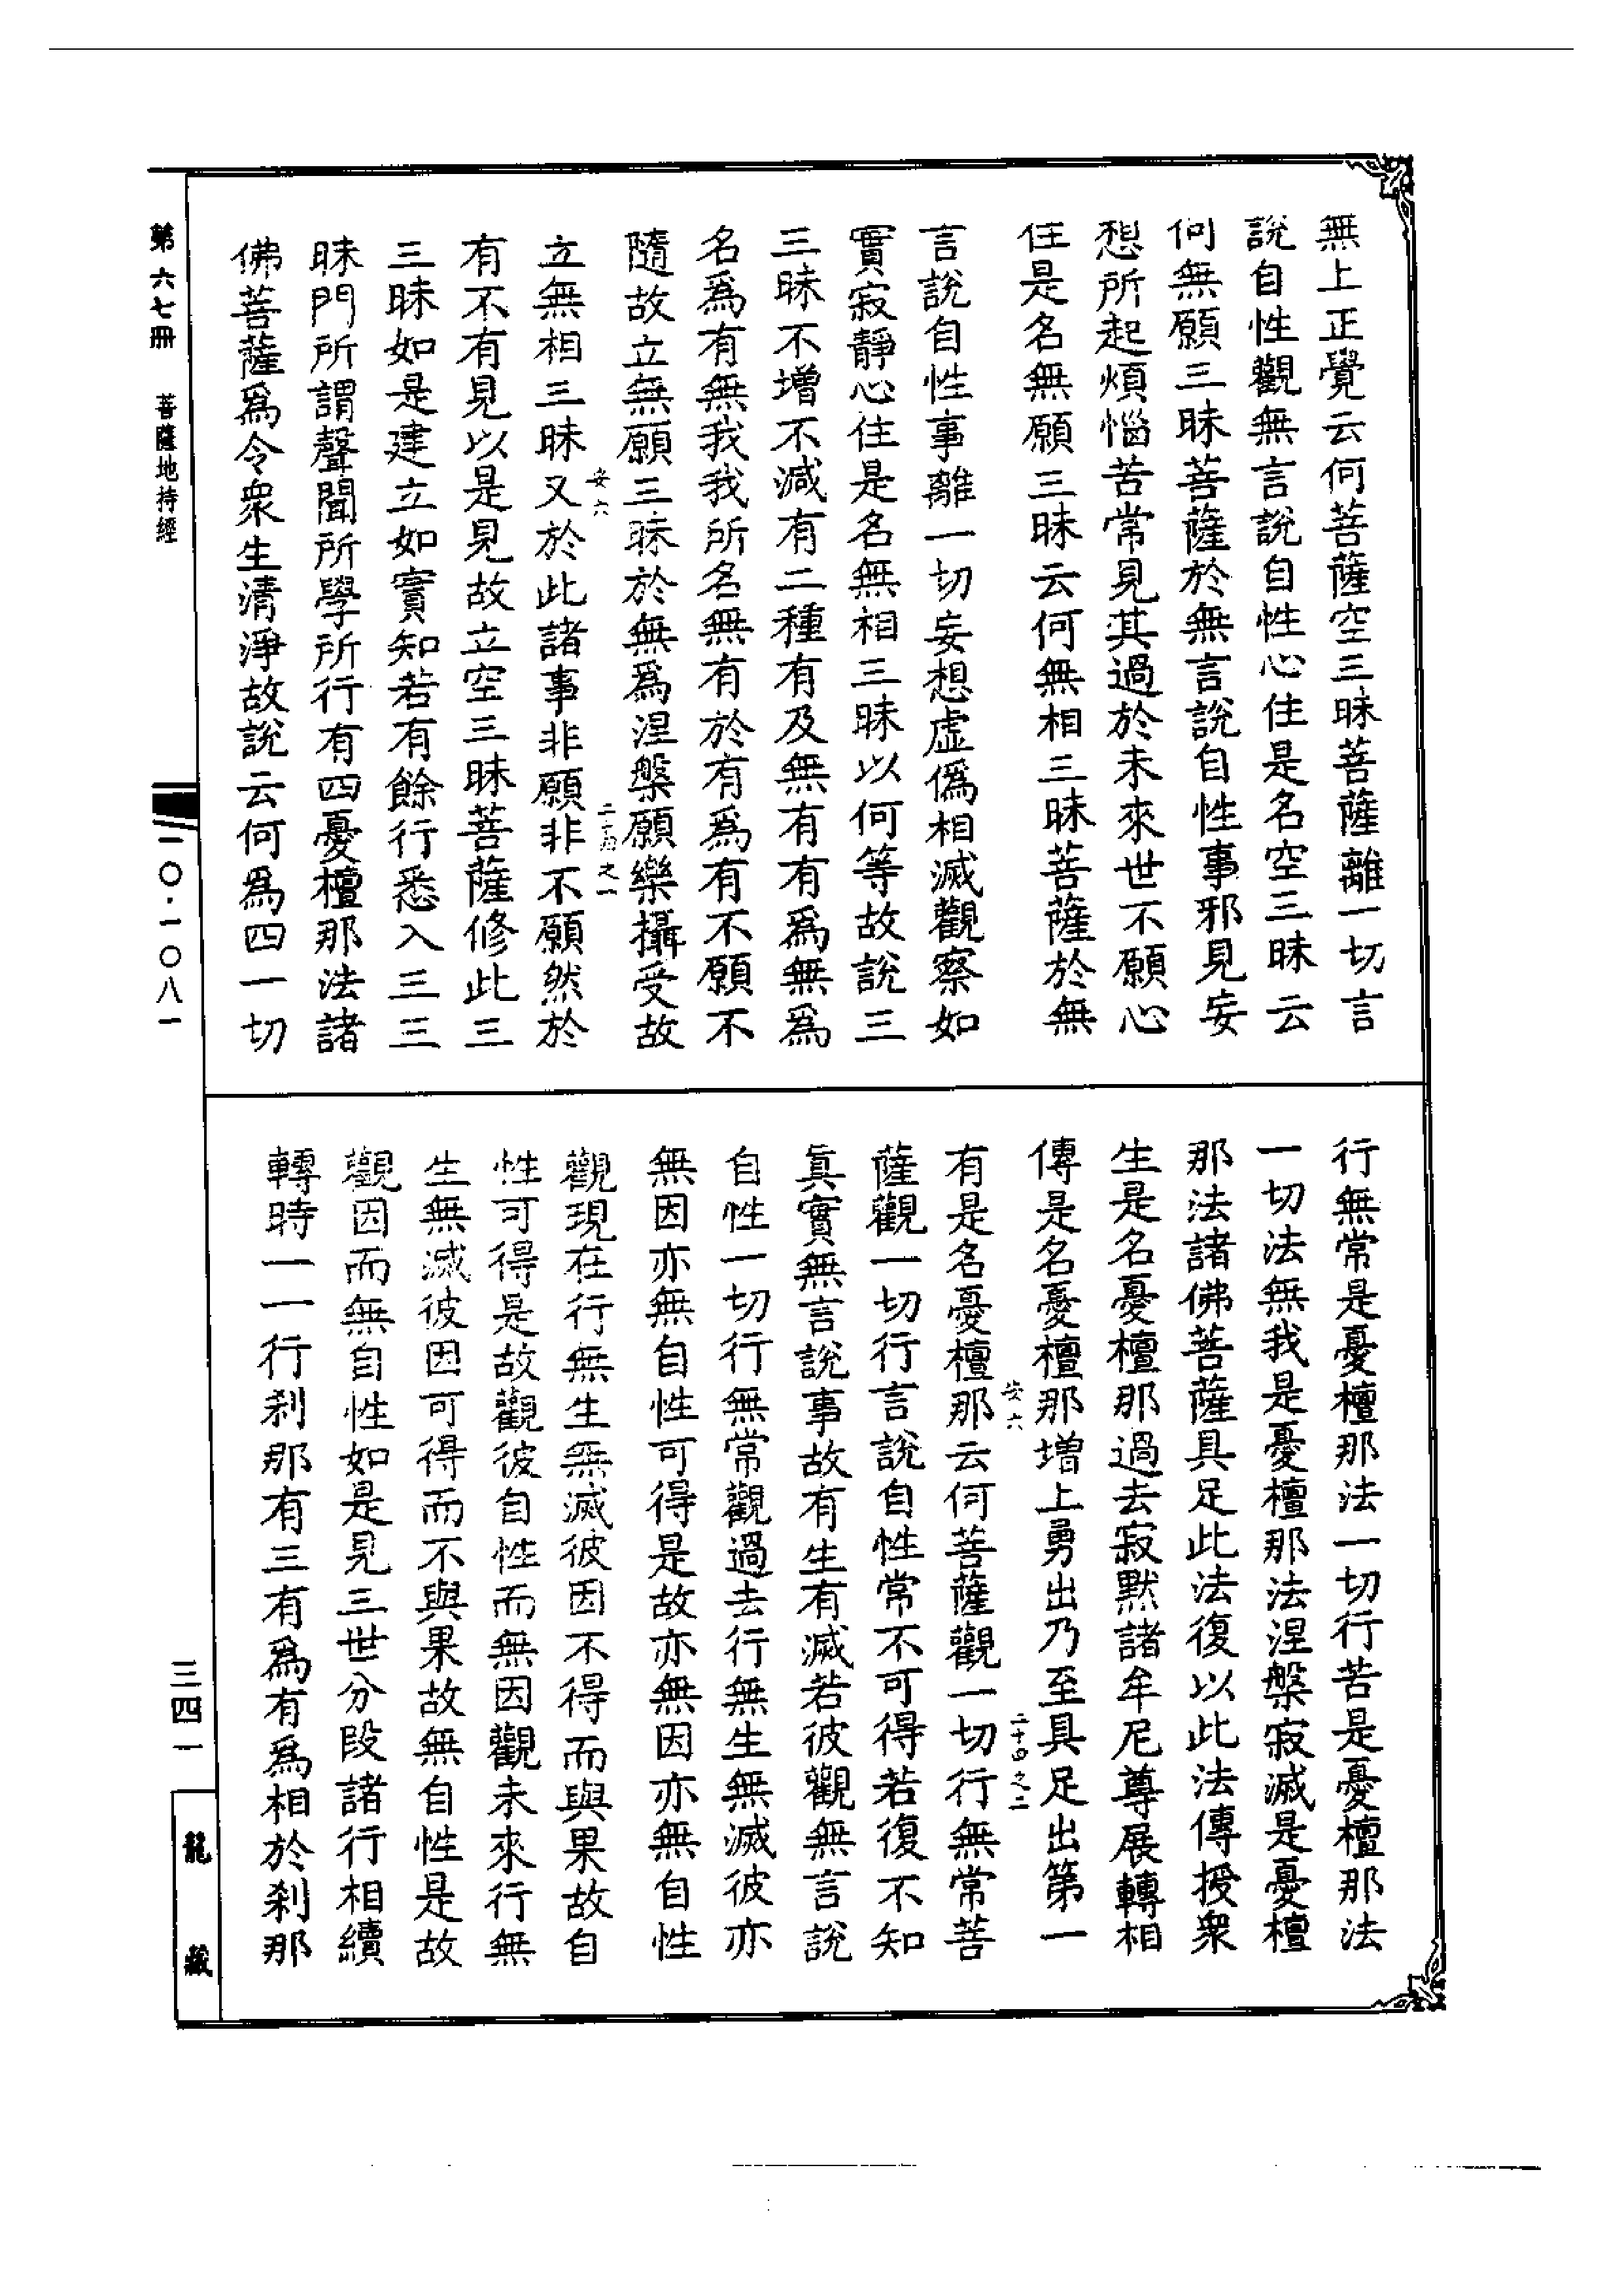 無上正覺云何菩薩空三昧菩薩離一切言
說自性觀無言說自性心住是名空三昧云
何無願三昧菩薩於無言說自性事邪見妄
想所起煩惱苦常見其過於未來世不願心
住是名無願三昧云何無相三昧菩薩於無
言說自性事離一切妄想虛僞相滅觀察如
實寂靜心住是名無相三昧以何等故說三
三昧不增不減有二種有及無有有爲無爲
名爲有無我我所名無有於有爲有不願不
隨故立無願三昧於無爲涅槃願樂攝受故
安六
二十四之一
立無相三昧又於此諸事非願非不願然於
有不有見以是見故立空三昧菩薩修此三
三昧如是建立如實知若有餘行悉入三三
昧門所謂聲聞所學所行有四憂檀那法諸
佛菩薩爲令衆生清淨故說云何爲四一切
行無常是憂檀那法一切行苦是憂檀那法
一切法無我是憂檀那法涅槃寂滅是憂檀
那法諸佛菩薩具足此法復以此法傳授衆
生是名憂檀那過去寂默諸牟尼尊展轉相
傳是名憂檀那增上勇出乃至具足出第一
安六
二十四之二
有是名憂檀那云何菩薩觀一切行無常菩
薩觀一切行言說自性常不可得若復不知
眞實無言說事故有生有滅若彼觀無言說
自性一切行無常觀過去行無生無滅彼亦
無因亦無自性可得是故亦無因亦無自性
觀現在行無生無滅彼因不得而與果故自
性可得是故觀彼自性而無因觀未來行無
生無滅彼因可得而不與果故無自性是故
觀因而無自性如是見三世分段諸行相續
轉時一一行刹那有三有爲有爲相於刹那
第六七冊
菩薩地持經
一〇·一〇八一
三四一
龍藏